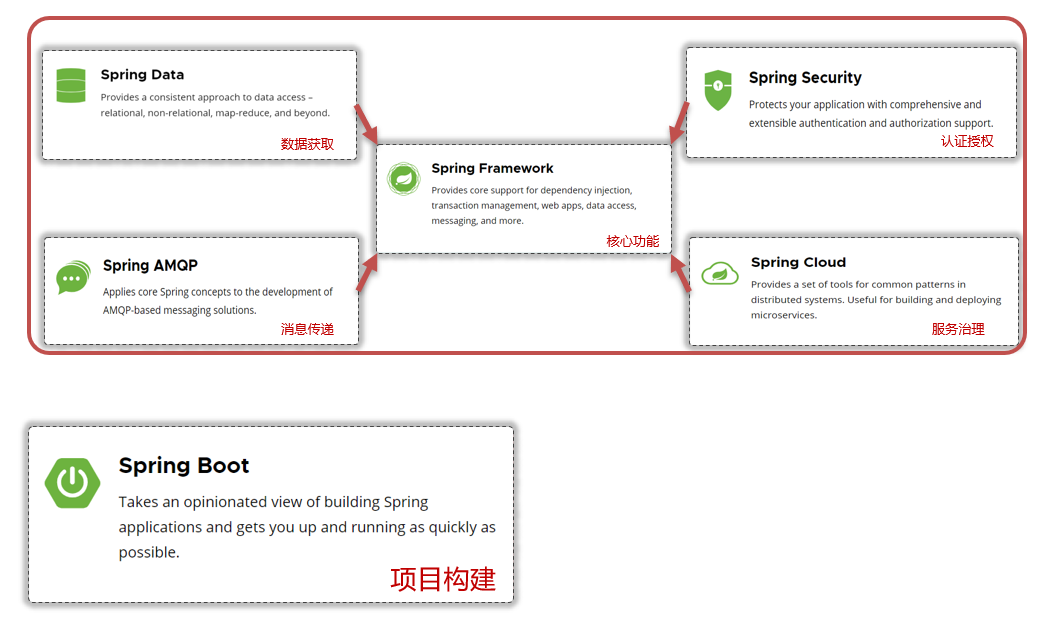 Spring Data
Provides a consistent approach to data access –
relational, non-relational, map-reduce, and beyond.
数据获取
Spring Security
Protects your application with comprehensive and
extensible authentication and authorization support.
认证授权
Spring Framework
Provides core support for dependency injection,
transaction management, web apps, data access,
messaging, and more.
核心功能
Spring AMQP
Applies core Spring concepts to the development of
AMQP-based messaging solutions.
消息传递
Spring Cloud
Provides a set of tools for common patterns in
distributed systems. Useful for building and deploying
microservices.
服务治理
Spring Boot
Takes an opinionated view of building Spring
applications and gets you up and running as quickly as
possible.
项目构建